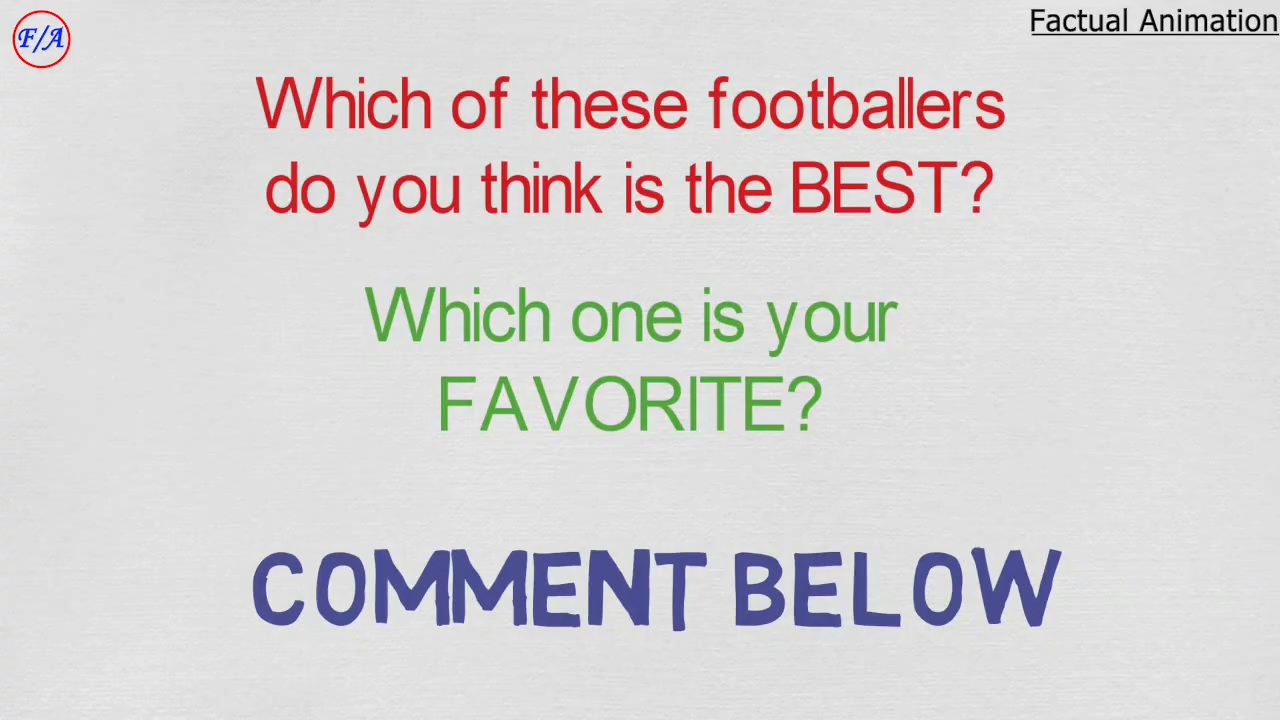 F/A
Factual Animation
Which of these footballers
do you think is the BEST?
Which one is your
FAVORITE?
COMMENT BELOW